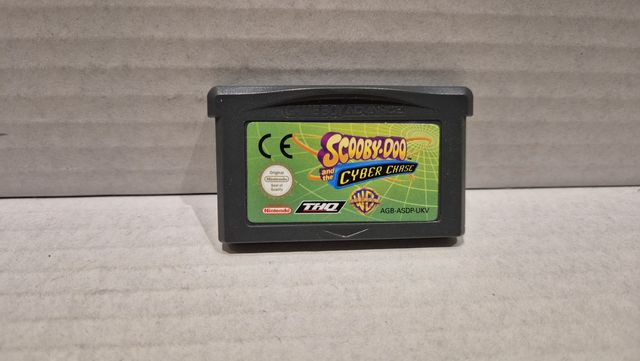 GAME BOY ADVANCE
CE
SCOOBY-DOO
and the
CYBER CHASE
Original
Nintendo
Seal of
Quality
Nintendo
THQ
WB
AGB-ASDP-UKV